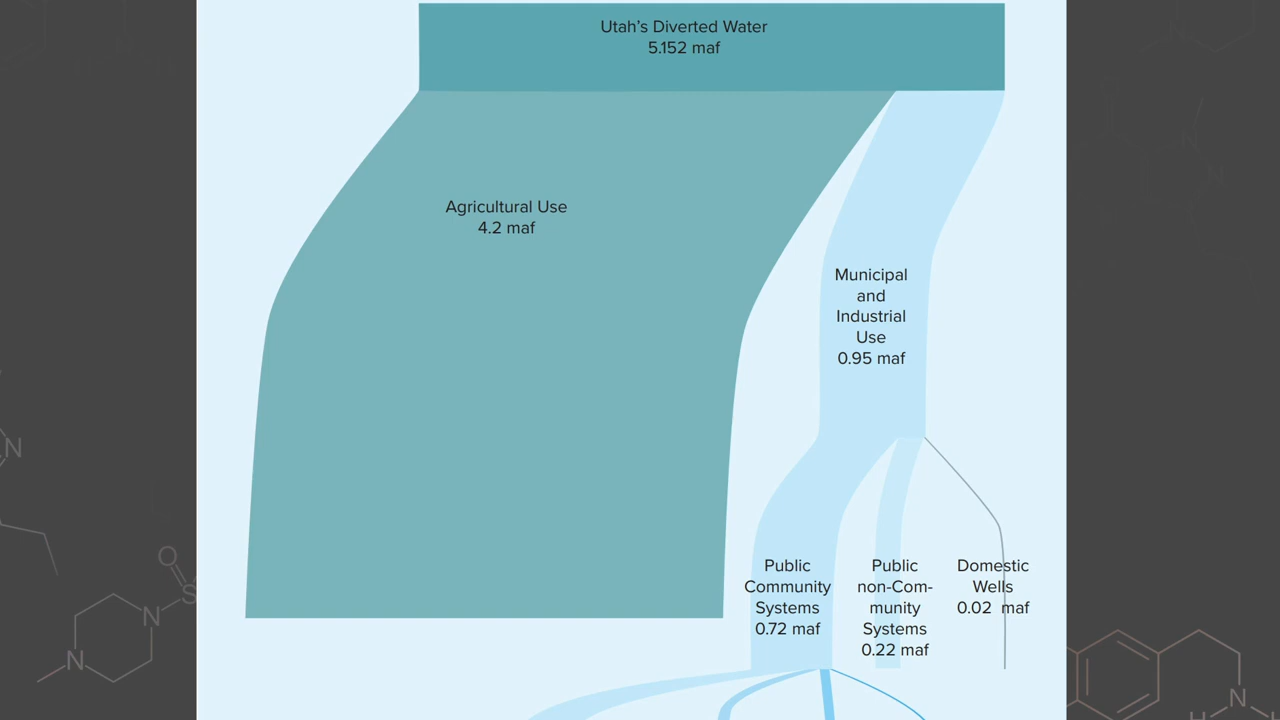 Utah’s Diverted Water
5.152 maf
Agricultural Use
4.2 maf
Municipal
and
Industrial
Use
0.95 maf
Public
Community
Systems
0.72 maf
Public
non-Com-
munity
Systems
0.22 maf
Domestic
Wells
0.02 maf
N
O
S
N
N
N
H